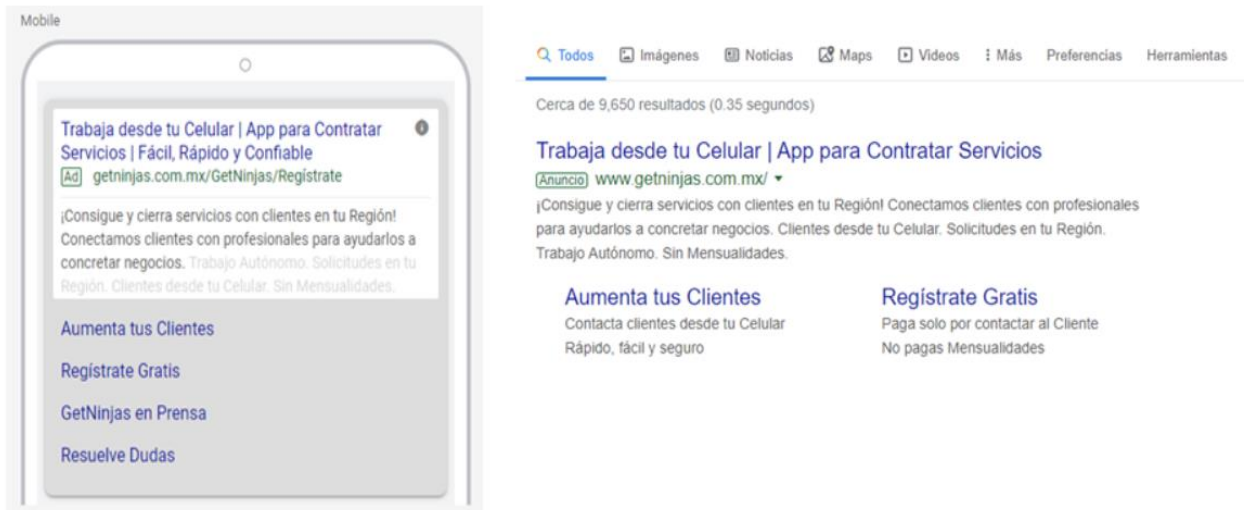 Mobile
Trabaja desde tu Celular | App para Contratar
Servicios | Fácil, Rápido y Confiable
Ad getninjas.com.mx/GetNinjas/Regístrate
¡Consigue y cierra servicios con clientes en tu Región!
Conectamos clientes con profesionales para ayudarlos a
concretar negocios. Trabajo Autónomo. Solicitudes en tu
Región. Clientes desde tu Celular. Sin Mensualidades.
Aumenta tus Clientes
Regístrate Gratis
GetNinjas en Prensa
Resuelve Dudas
Todos Imágenes Noticias Maps Videos Más Preferencias Herramientas
Cerca de 9,650 resultados (0.35 segundos)
Trabaja desde tu Celular | App para Contratar Servicios
Anuncio www.getninjas.com.mx/
¡Consigue y cierra servicios con clientes en tu Región! Conectamos clientes con profesionales
para ayudarlos a concretar negocios. Clientes desde tu Celular. Solicitudes en tu Región.
Trabajo Autónomo. Sin Mensualidades.
Aumenta tus Clientes
Contacta clientes desde tu Celular
Rápido, fácil y seguro
Regístrate Gratis
Paga solo por contactar al Cliente
No pagas Mensualidades